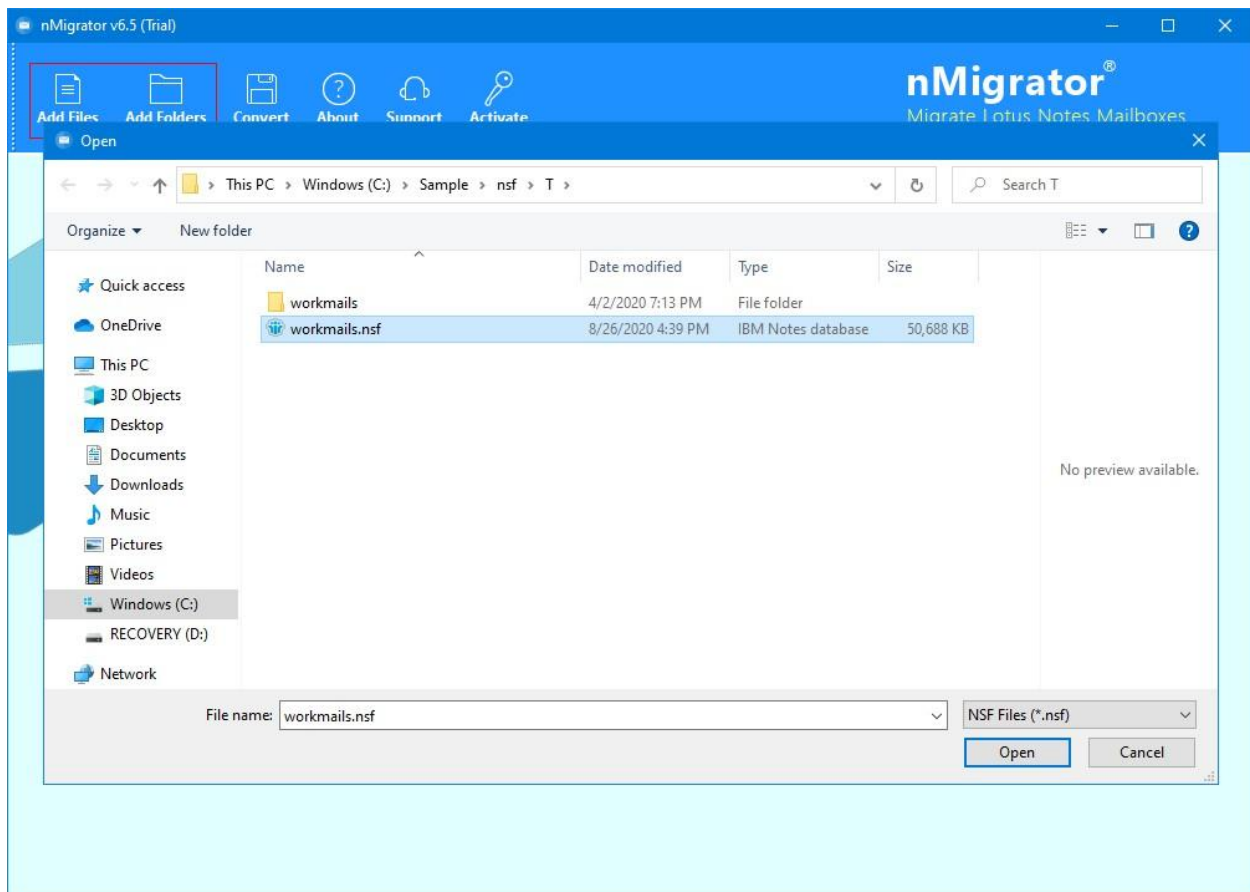 nMigrator v6.5 (Trial)
Add Files Add Folders Convert About Support Activate
nMigrator®
Migrate Lotus Notes Mailboxes
Open
This PC › Windows (C:) › Sample › nsf › T ›
Search T
Organize New folder
Name Date modified Type Size
workmails 4/2/2020 7:13 PM File folder
workmails.nsf 8/26/2020 4:39 PM IBM Notes database 50,688 KB
Quick access
OneDrive
This PC
3D Objects
Desktop
Documents
Downloads
Music
Pictures
Videos
Windows (C:)
RECOVERY (D:)
Network
No preview available.
File name: workmails.nsf NSF Files (*.nsf)
Open Cancel